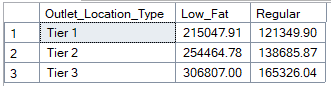 Outlet_Location_Type Low_Fat Regular
1 Tier 1 215047.91 121349.90
2 Tier 2 254464.78 138685.87
3 Tier 3 306807.00 165326.04